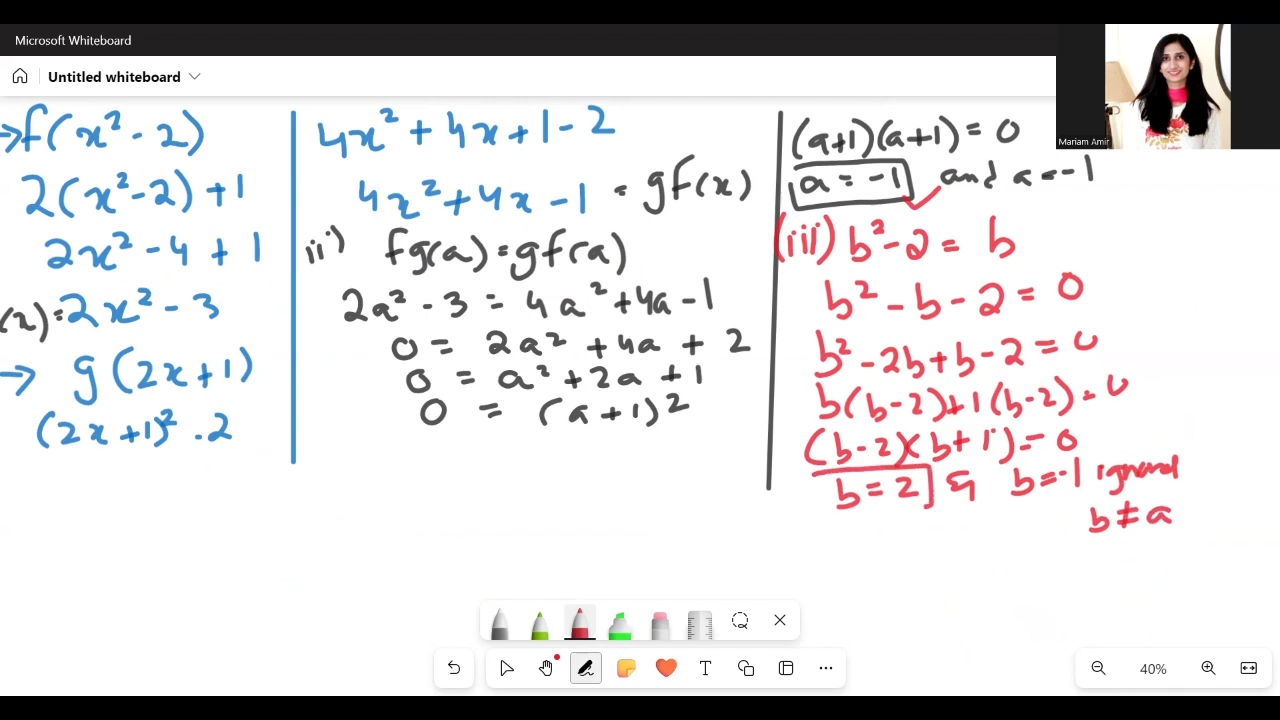 Microsoft Whiteboard
Untitled whiteboard
Mariam Amir
→f(x² - 2)
2(x²-2) + 1
2x² - 4 + 1
(x) = 2x² - 3
→ g(2x+1)
(2x+1)² - 2
4x² + 4x + 1 - 2
4x² + 4x - 1 = gf(x)
ii) fg(a) = gf(a)
2a² - 3 = 4a² + 4a - 1
0 = 2a² + 4a + 2
0 = a² + 2a + 1
0 = (a+1)²
(a+1)(a+1) = 0
a = -1 and a = -1
(iii) b² - 2 = b
b² - b - 2 = 0
b² - 2b + b - 2 = 0
b(b-2)+1(b-2) = 0
(b-2)(b+1) = 0
b = 2 & b = -1 ignored
b ≠ a
40%